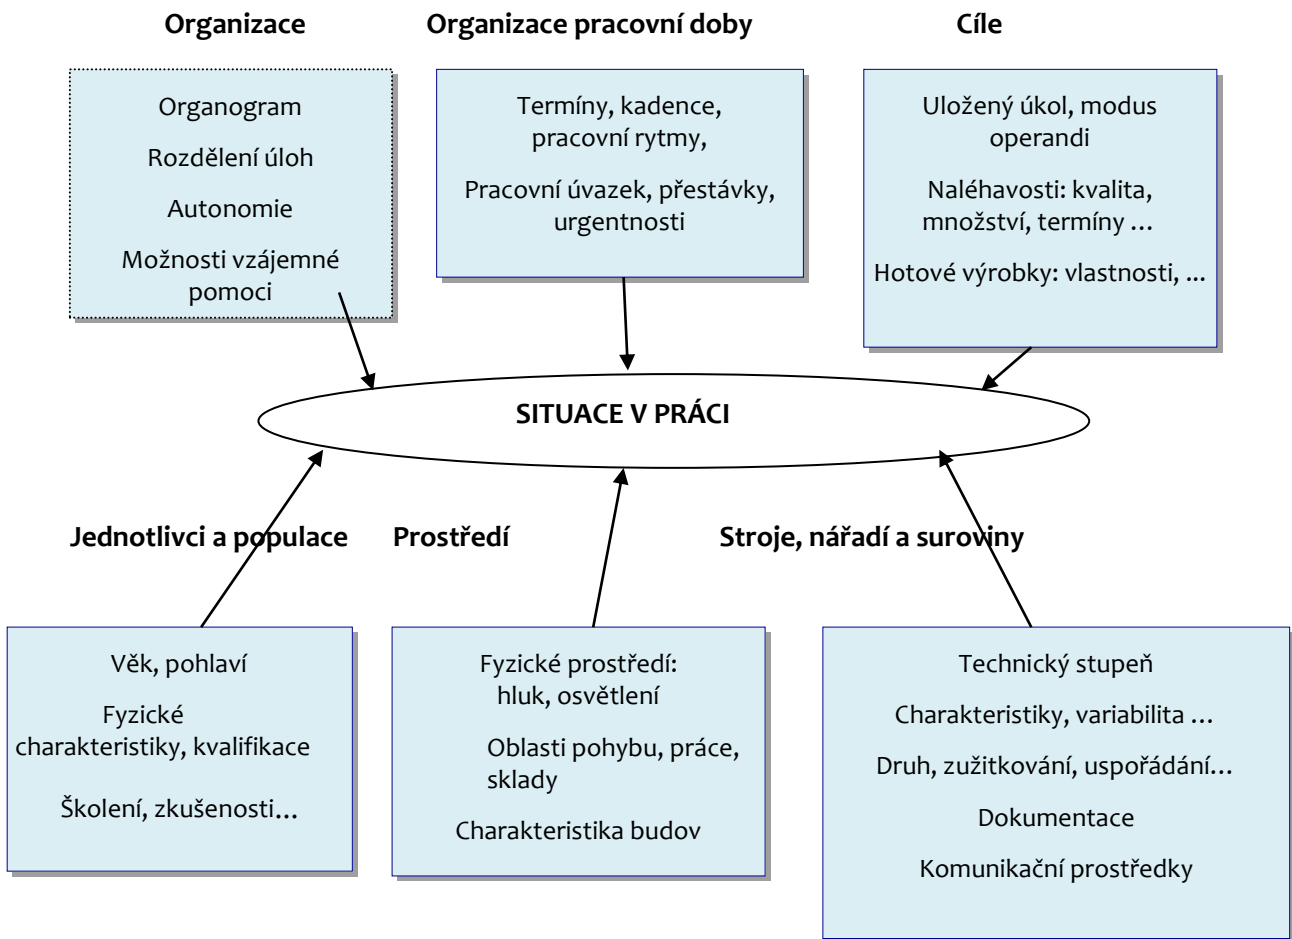 Organizace
Organizace pracovní doby
Cíle
Organogram
Rozdělení úloh
Autonomie
Možnosti vzájemné
pomoci
Termíny, kadence,
pracovní rytmy,
Pracovní úvazek, přestávky,
urgentnosti
Uložený úkol, modus
operandi
Naléhavosti: kvalita,
množství, termíny …
Hotové výrobky: vlastnosti, ...
SITUACE V PRÁCI
Jednotlivci a populace
Prostředí
Stroje, nářadí a suroviny
Věk, pohlaví
Fyzické
charakteristiky, kvalifikace
Školení, zkušenosti…
Fyzické prostředí:
hluk, osvětlení
Oblasti pohybu, práce,
sklady
Charakteristika budov
Technický stupeň
Charakteristiky, variabilita …
Druh, zužitkování, uspořádání…
Dokumentace
Komunikační prostředky